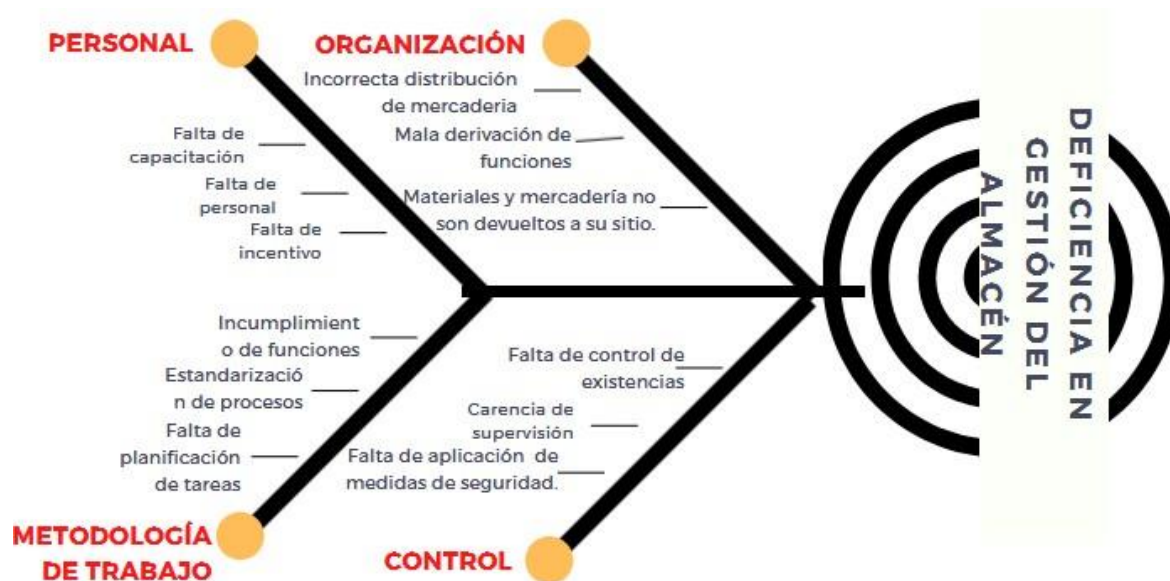 PERSONAL
Falta de
capacitación
Falta de
personal
Falta de
incentivo
ORGANIZACIÓN
Incorrecta distribución
de mercaderia
Mala derivación de
funciones
Materiales y mercadería no
son devueltos a su sitio.
Incumplimient
o de funciones
Estandarizació
n de procesos
Falta de
planificación
de tareas
METODOLOGÍA
DE TRABAJO
Falta de control de
existencias
Carencia de
supervisión
Falta de aplicación de
medidas de seguridad.
CONTROL
DEFICIENCIA EN
GESTIÓN DEL
ALMACÉN